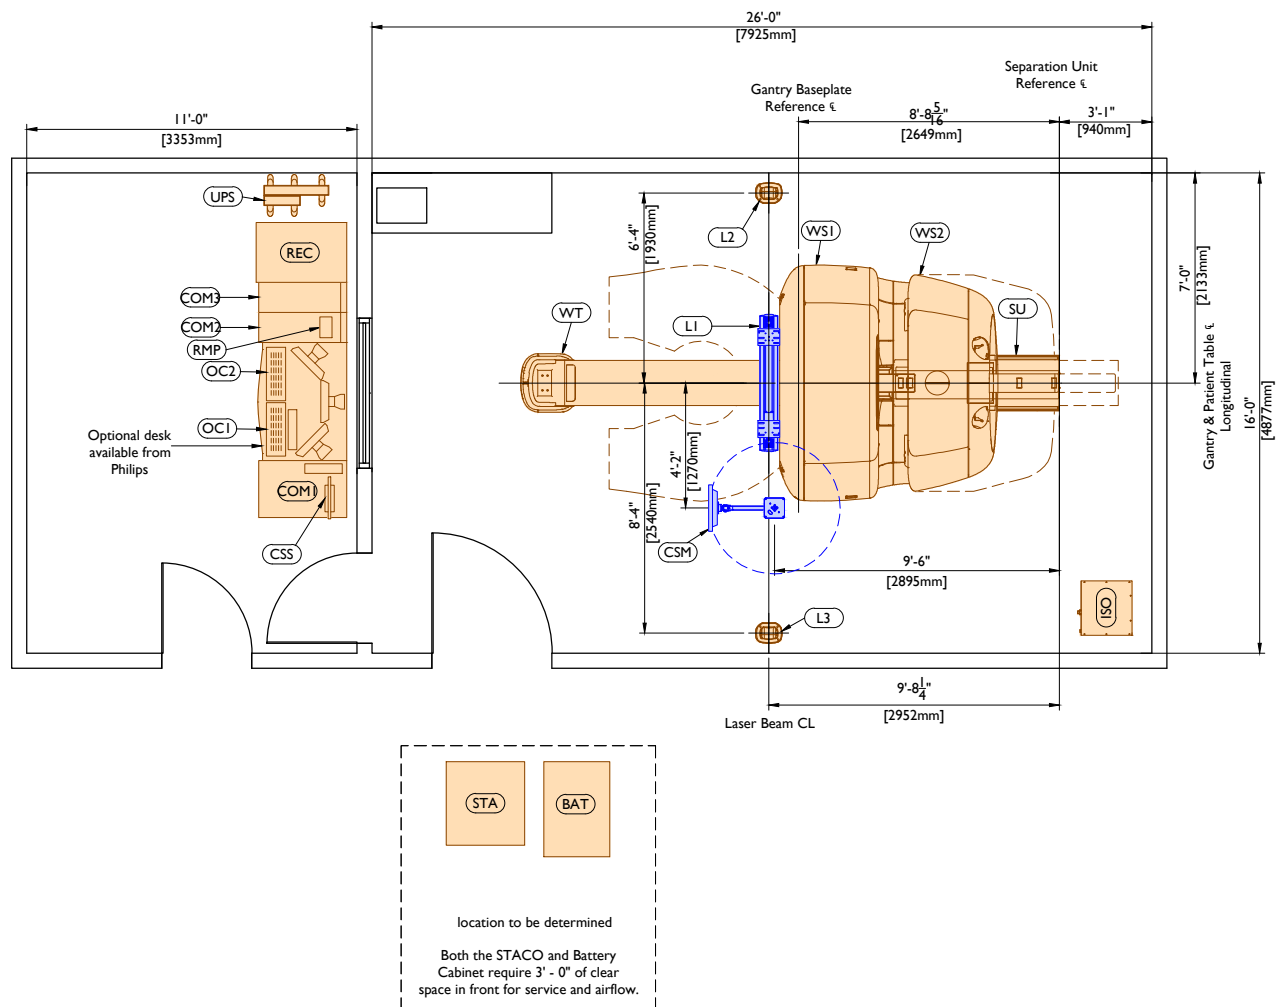 26'-0"
[7925mm]
Separation Unit
Reference ℄
Gantry Baseplate
Reference ℄
11'-0"
[3353mm]
8'-8 5/16"
[2649mm]
3'-1"
[940mm]
UPS
REC
COM3
COM2
RMP
OC2
OC1
Optional desk
available from
Philips
COM1
CSS
6'-4"
[1930mm]
L2
WS1
WS2
WT
L1
SU
7'-0"
[2133mm]
Gantry & Patient Table ℄
Longitudinal
16'-0"
[4877mm]
4'-2"
[1270mm]
8'-4"
[2540mm]
CSM
9'-6"
[2895mm]
L3
ISO
9'-8 1/4"
[2952mm]
Laser Beam CL
STA
BAT
location to be determined
Both the STACO and Battery
Cabinet require 3' - 0" of clear
space in front for service and airflow.